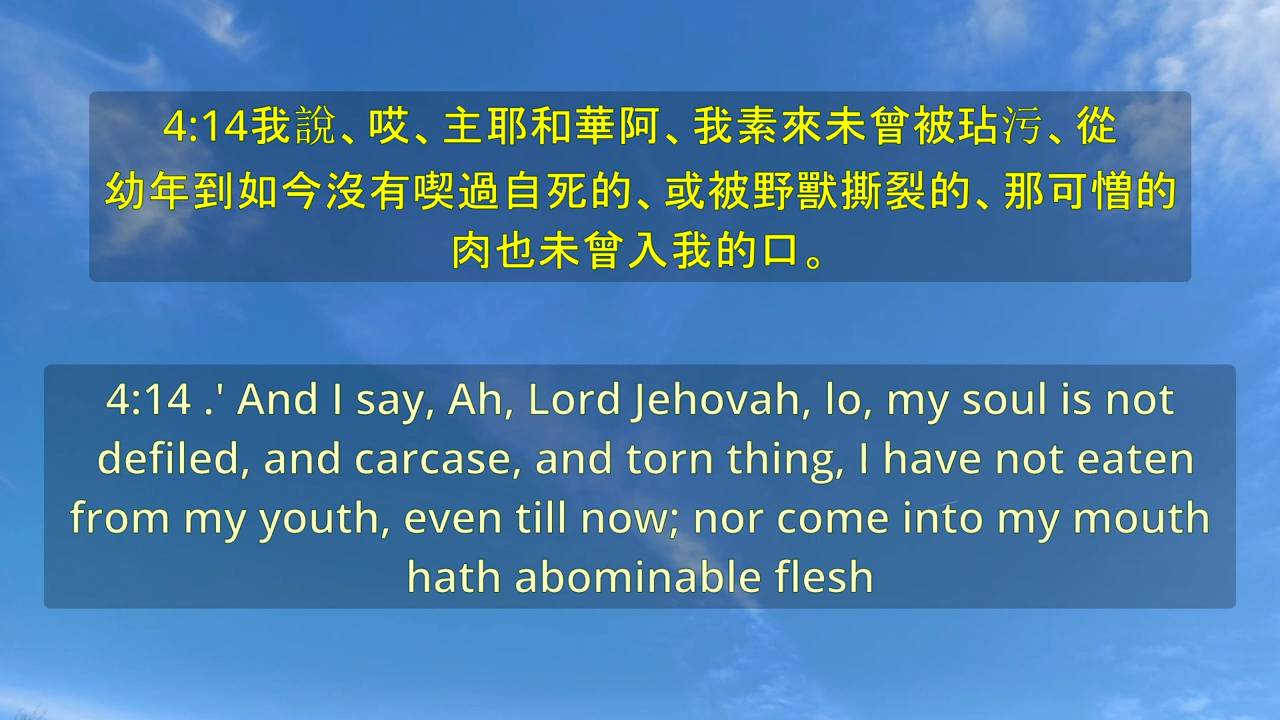 4:14我說、哎、主耶和華阿、我素來未曾被玷污、從
幼年到如今沒有喫過自死的、或被野獸撕裂的、那可憎的
肉也未曾入我的口。
4:14 .' And I say, Ah, Lord Jehovah, lo, my soul is not
defiled, and carcase, and torn thing, I have not eaten
from my youth, even till now; nor come into my mouth
hath abominable flesh